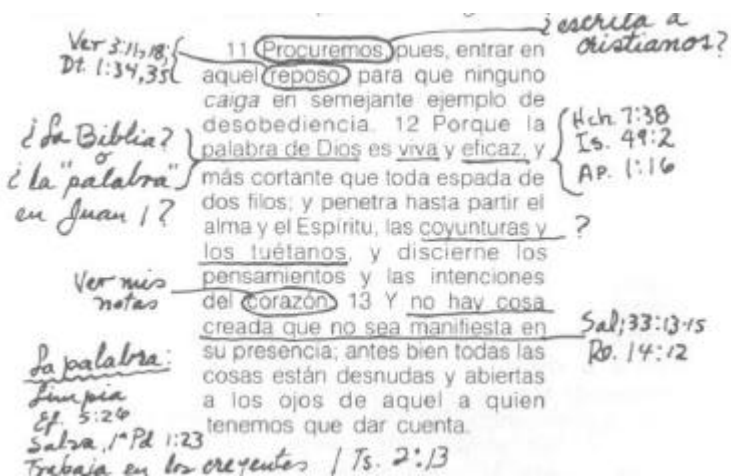 ¿escrita a
cristianos?
Ver 3:11,18;
Dt. 1:34,35
11 Procuremos, pues, entrar en
aquel reposo, para que ninguno
caiga en semejante ejemplo de
desobediencia. 12 Porque la
palabra de Dios es viva y eficaz, y
más cortante que toda espada de
dos filos; y penetra hasta partir el
alma y el Espíritu, las coyunturas y
los tuétanos, y discierne los
pensamientos y las intenciones
del corazón. 13 Y no hay cosa
creada que no sea manifiesta en
su presencia; antes bien todas las
cosas están desnudas y abiertas
a los ojos de aquel a quien
tenemos que dar cuenta.
¿La Biblia?
o
¿la "palabra"
en Juan 1?
Hch. 7:38
Is. 49:2
Ap. 1:16
?
Ver mis
notas
Sal; 33:13-15
Ro. 14:12
La palabra:
Limpia
Ef. 5:26
Salva, 1ª Pd 1:23
Trabaja en los creyentes 1 Ts. 2:13